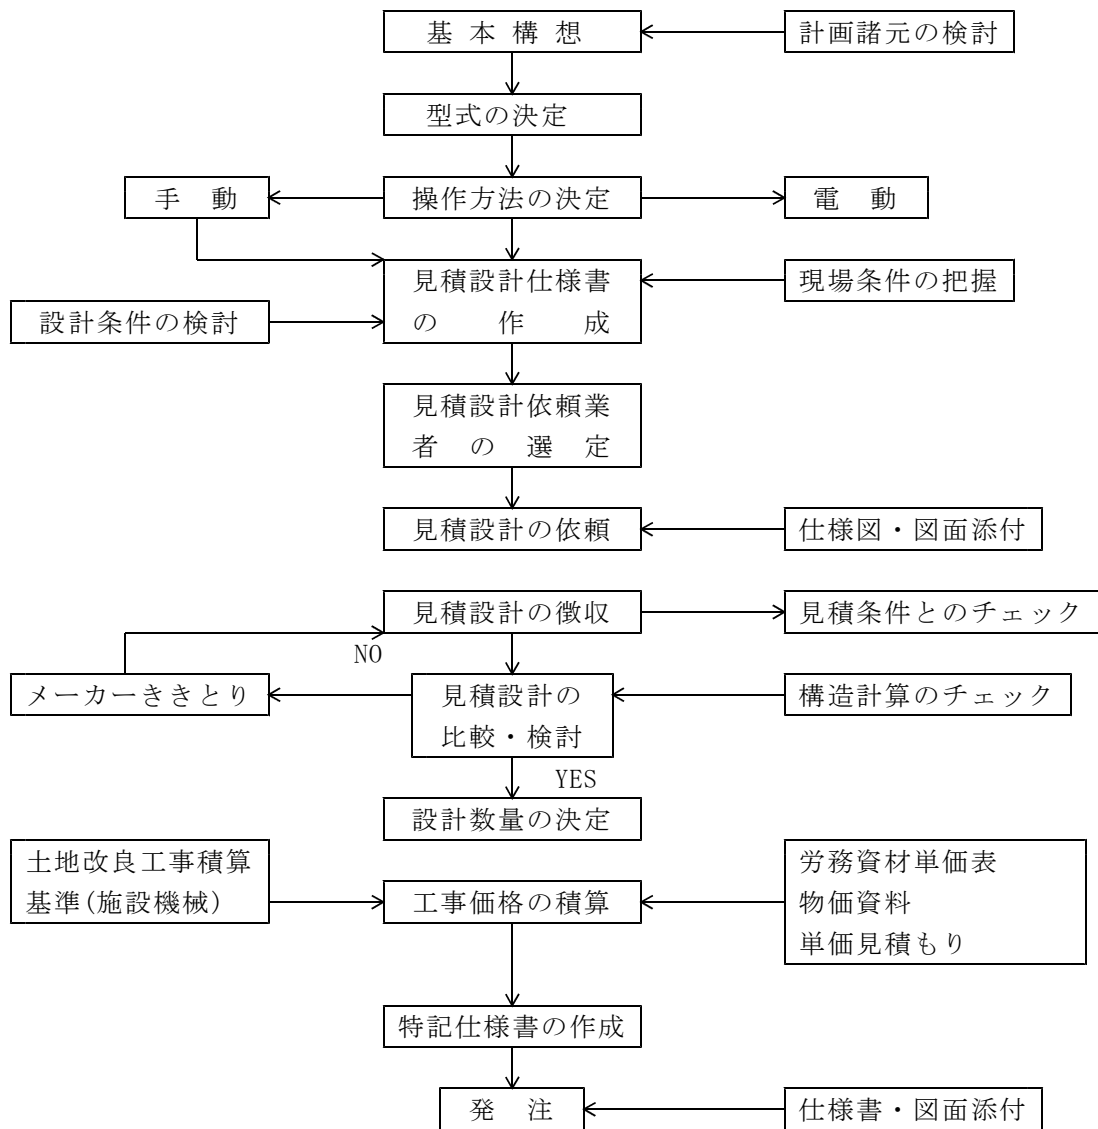 基本構想
計画諸元の検討
型式の決定
手動
操作方法の決定
電動
見積設計仕様書
の作成
現場条件の把握
設計条件の検討
見積設計依頼業
者の選定
見積設計の依頼
仕様図・図面添付
見積設計の徴収
見積条件とのチェック
NO
メーカーききとり
見積設計の
比較・検討
構造計算のチェック
YES
設計数量の決定
土地改良工事積算
基準(施設機械)
工事価格の積算
労務資材単価表
物価資料
単価見積もり
特記仕様書の作成
発注
仕様書・図面添付